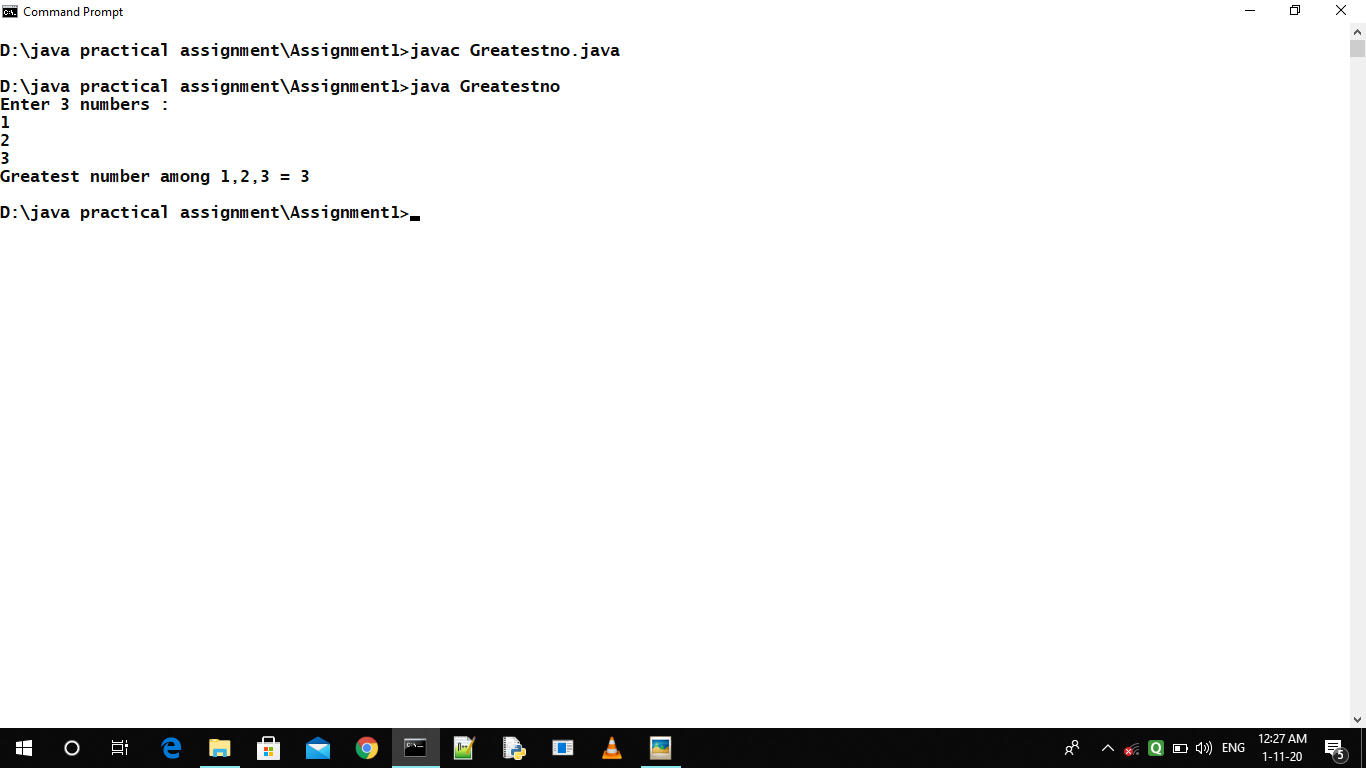 Command Prompt
D:\java practical assignment\Assignment1>javac Greatestno.java
D:\java practical assignment\Assignment1>java Greatestno
Enter 3 numbers :
1
2
3
Greatest number among 1,2,3 = 3
D:\java practical assignment\Assignment1>
ENG
12:27 AM
1-11-20
5